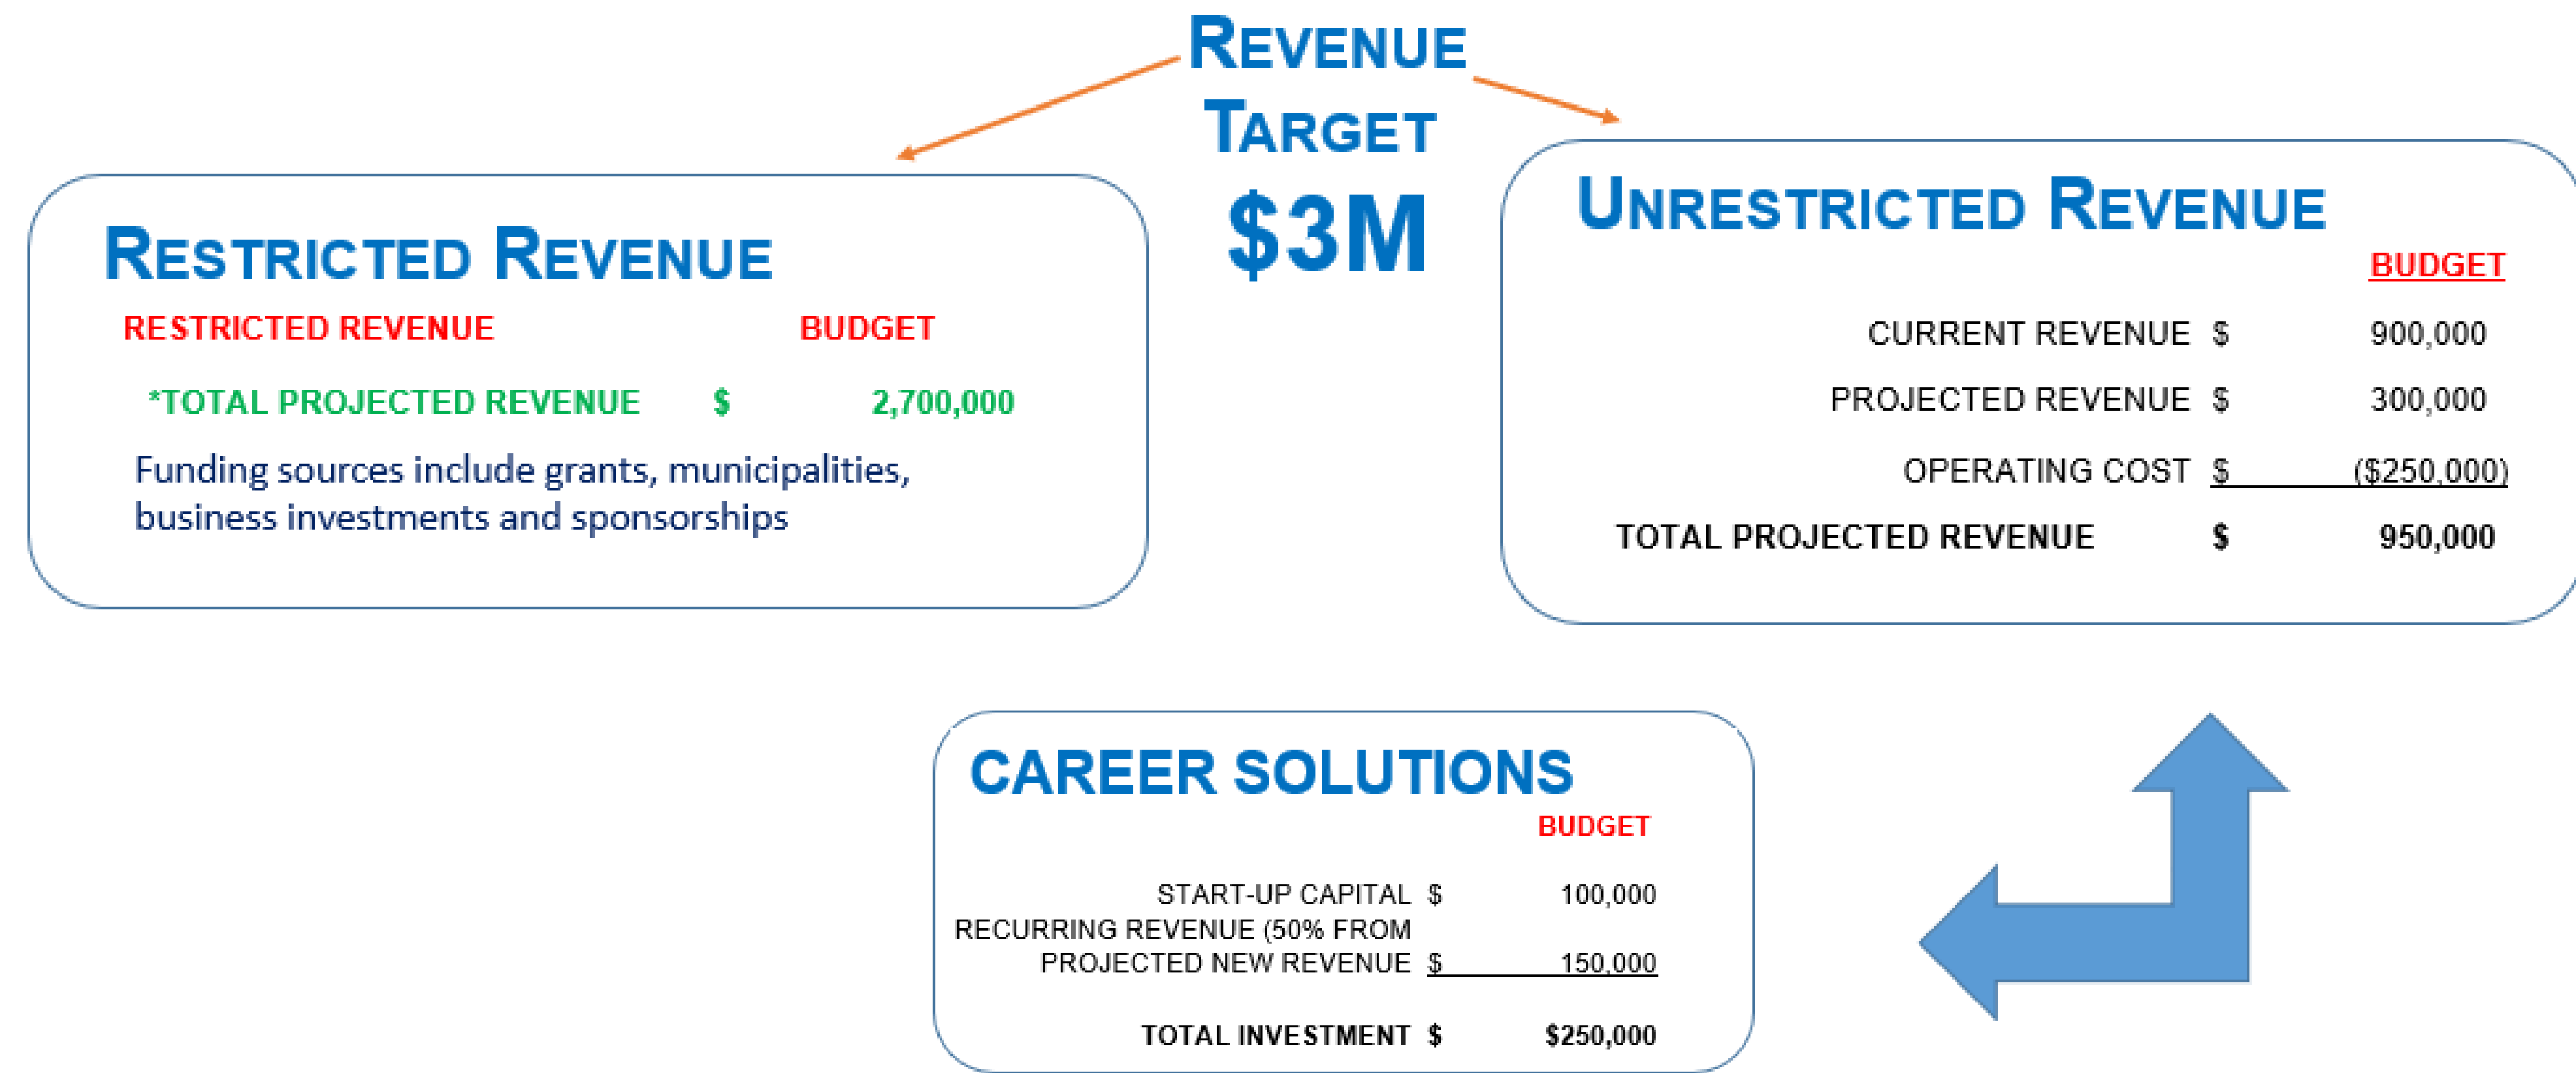 REVENUE
TARGET
$3M
RESTRICTED REVENUE
RESTRICTED REVENUE BUDGET
*TOTAL PROJECTED REVENUE $ 2,700,000
Funding sources include grants, municipalities,
business investments and sponsorships
UNRESTRICTED REVENUE
BUDGET
CURRENT REVENUE $ 900,000
PROJECTED REVENUE $ 300,000
OPERATING COST $ ($250,000)
TOTAL PROJECTED REVENUE $ 950,000
CAREER SOLUTIONS
BUDGET
START-UP CAPITAL $ 100,000
RECURRING REVENUE (50% FROM
PROJECTED NEW REVENUE $ 150,000
TOTAL INVESTMENT $ $250,000